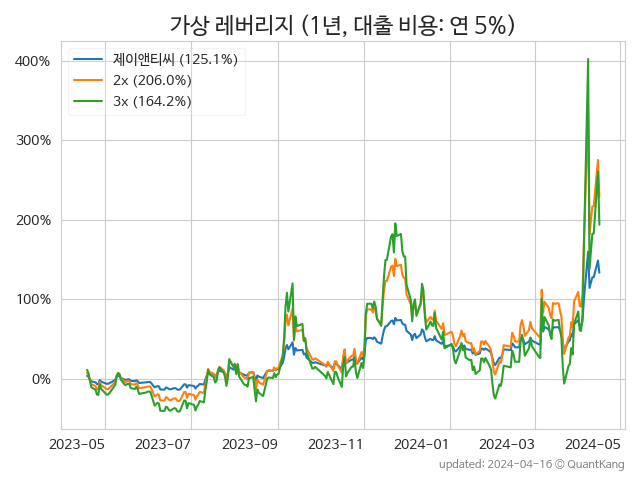 가상 레버리지 (1년, 대출 비용: 연 5%)
제이앤티씨 (125.1%)
2x (206.0%)
3x (164.2%)
400%
300%
200%
100%
0%
2023-05 2023-07 2023-09 2023-11 2024-01 2024-03 2024-05
updated: 2024-04-16 © QuantKang